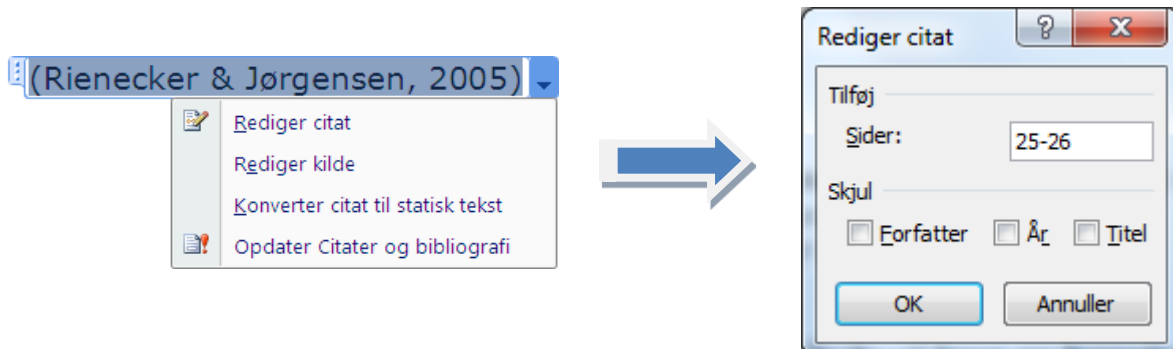 (Rienecker & Jørgensen, 2005)
Rediger citat
Rediger kilde
Konverter citat til statisk tekst
Opdater Citater og bibliografi
Rediger citat
Tilføj
Sider: 25-26
Skjul
Forfatter År Titel
OK Annuller